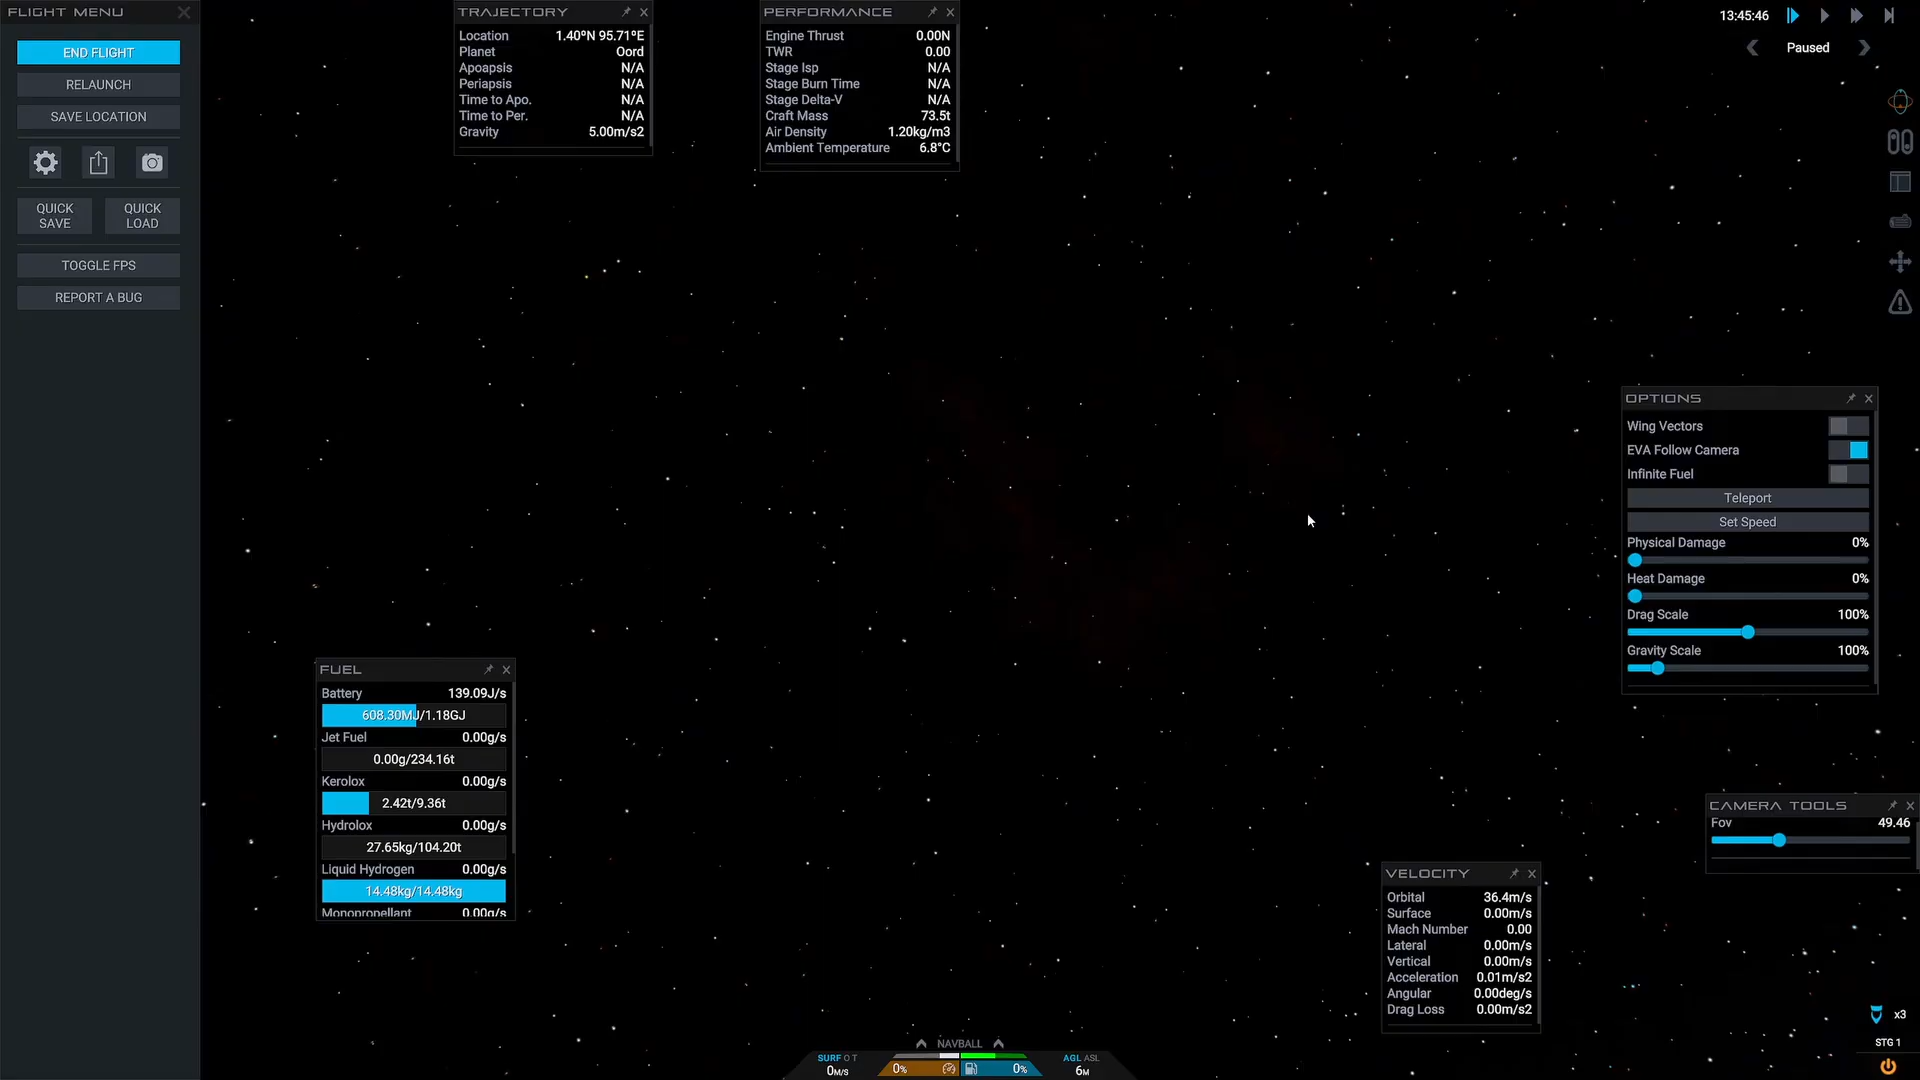 FLIGHT MENU
END FLIGHT
RELAUNCH
SAVE LOCATION
QUICK
SAVE
QUICK
LOAD
TOGGLE FPS
REPORT A BUG
TRAJECTORY
Location 1.40ºN 95.71ºE
Planet Oord
Apoapsis N/A
Periapsis N/A
Time to Apo. N/A
Time to Per. N/A
Gravity 5.00m/s2
PERFORMANCE
Engine Thrust 0.00N
TWR 0.00
Stage Isp N/A
Stage Burn Time N/A
Stage Delta-V N/A
Craft Mass 73.5t
Air Density 1.20kg/m3
Ambient Temperature 6.8°C
13:45:46
Paused
OPTIONS
Wing Vectors
EVA Follow Camera
Infinite Fuel
Teleport
Set Speed
Physical Damage 0%
Heat Damage 0%
Drag Scale 100%
Gravity Scale 100%
FUEL
Battery 139.09J/s
608.30MJ/1.18GJ
Jet Fuel 0.00g/s
0.00g/234.16t
Kerolox 0.00g/s
2.42t/9.36t
Hydrolox 0.00g/s
27.65kg/104.20t
Liquid Hydrogen 0.00g/s
14.48kg/14.48kg
Monopropellant 0.00g/s
CAMERA TOOLS
Fov 49.46
VELOCITY
Orbital 36.4m/s
Surface 0.00m/s
Mach Number 0.00
Lateral 0.00m/s
Vertical 0.00m/s
Acceleration 0.01m/s2
Angular 0.00deg/s
Drag Loss 0.00m/s2
NAVBALL
SURF O T
0M/S
0%
0%
AGL ASL
6M
x3
STG 1